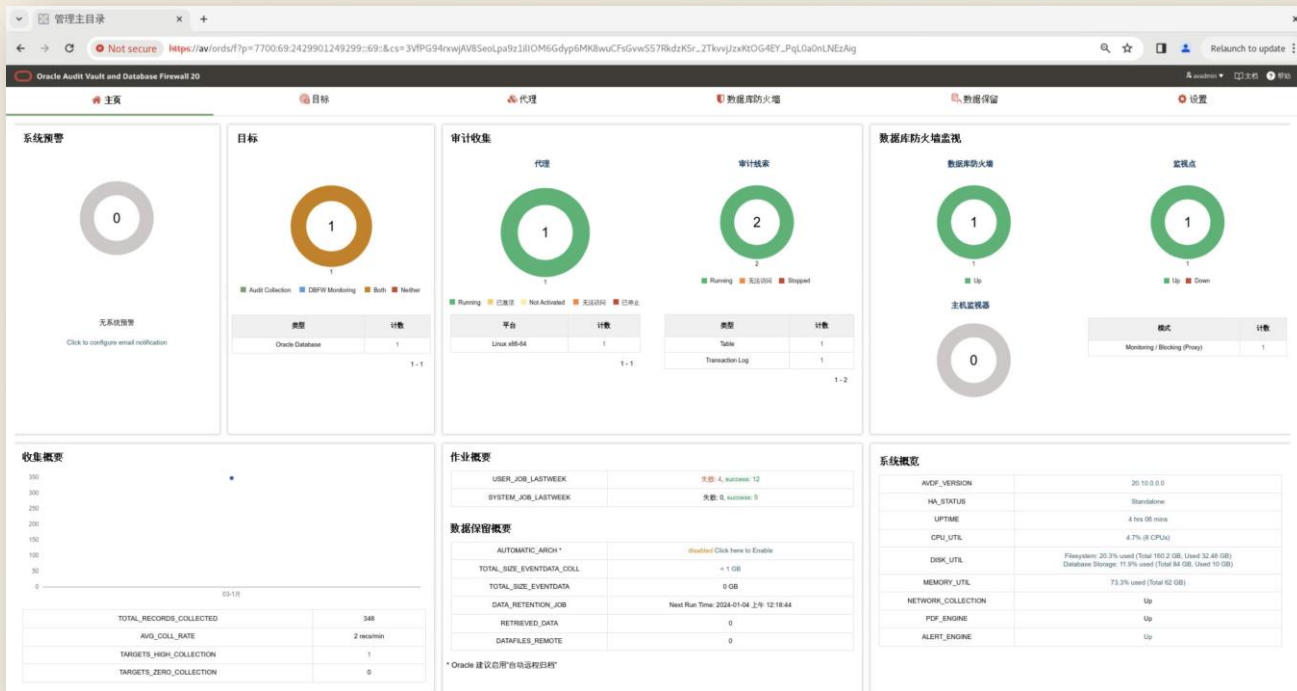 管理主目录
Not secure https://av/ords/f?p=7700:69:2429901249299::69::&cs=
Relaunch to update
Oracle Audit Vault and Database Firewall 20
avadmin 文档 帮助
主页 目标 代理 数据库防火墙 数据保留 设置
系统预警
0
无系统预警
Click to configure email notification
目标
1
1
Audit Collection DBFW Monitoring Both Neither
类型 计数
Oracle Database 1
1 - 1
审计收集
代理
1
1
Running 已激活 Not Activated 无法访问 已停止
平台 计数
Linux x86-64 1
1 - 1
审计线索
2
2
Running 无法访问 Stopped
类型 计数
Table 1
Transaction Log 1
1 - 2
数据库防火墙监视
数据库防火墙
1
1
Up
主机监视器
0
监视点
1
1
Up Down
模式 计数
Monitoring / Blocking (Proxy) 1
收集概要
350
300
250
200
150
100
50
0
03-1月
TOTAL_RECORDS_COLLECTED 348
AVG_COLL_RATE 2 recs/min
TARGETS_HIGH_COLLECTION 1
TARGETS_ZERO_COLLECTION 0
作业概要
USER_JOB_LASTWEEK 失败: 4, success: 12
SYSTEM_JOB_LASTWEEK 失败: 0, success: 5
数据保留概要
AUTOMATIC_ARCH * disabled Click here to Enable
TOTAL_SIZE_EVENTDATA_COLL < 1 GB
TOTAL_SIZE_EVENTDATA 0 GB
DATA_RETENTION_JOB Next Run Time: 2024-01-04 上午 12:18:44
RETRIEVED_DATA 0
DATAFILES_REMOTE 0
* Oracle 建议启用"自动远程归档"
系统概览
AVDF_VERSION 20.10.0.0.0
HA_STATUS Standalone
UPTIME 4 hrs 06 mins
CPU_UTIL 4.7% (8 CPUs)
DISK_UTIL Filesystem: 20.3% used (Total 160.2 GB, Used 32.46 GB)
Database Storage: 11.9% used (Total 84 GB, Used 10 GB)
MEMORY_UTIL 73.3% used (Total 62 GB)
NETWORK_COLLECTION Up
PDF_ENGINE Up
ALERT_ENGINE Up